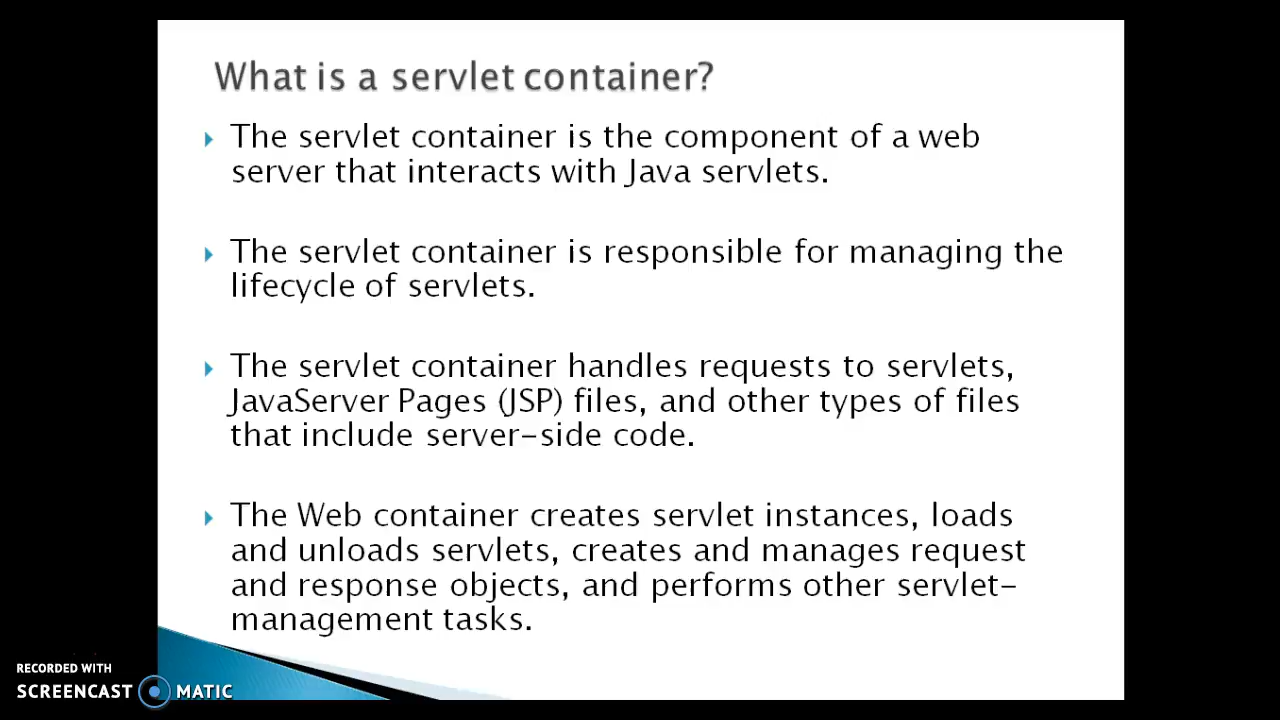 What is a servlet container?
The servlet container is the component of a web
server that interacts with Java servlets.
The servlet container is responsible for managing the
lifecycle of servlets.
The servlet container handles requests to servlets,
JavaServer Pages (JSP) files, and other types of files
that include server-side code.
The Web container creates servlet instances, loads
and unloads servlets, creates and manages request
and response objects, and performs other servlet-
management tasks.
RECORDED WITH
SCREENCAST MATIC